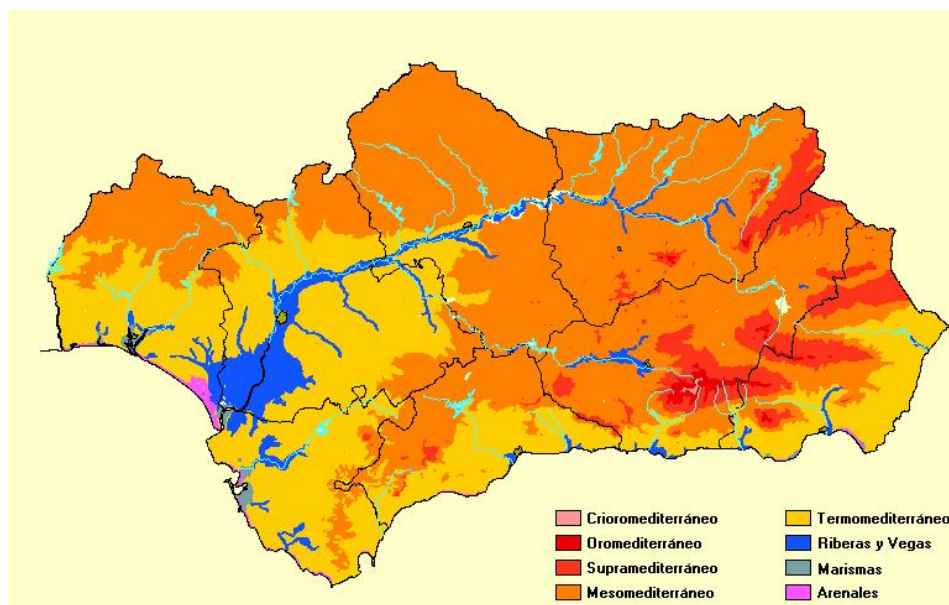 Crioromediterráneo
Oromediterráneo
Supramediterráneo
Mesomediterráneo
Termomediterráneo
Riberas y Vegas
Marismas
Arenales